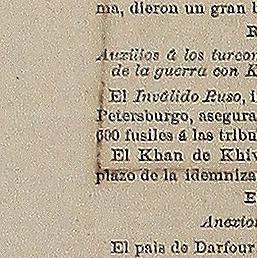 ma, dieron un gran
Auxilios á los turcon
de la guerra con K
El Inválido Ruso, i
Petersburgo, asegura
600 fusiles á las tribu
El Khan de Khiv
plazo de la idemniza
E
Anexion
El pais de Darfour